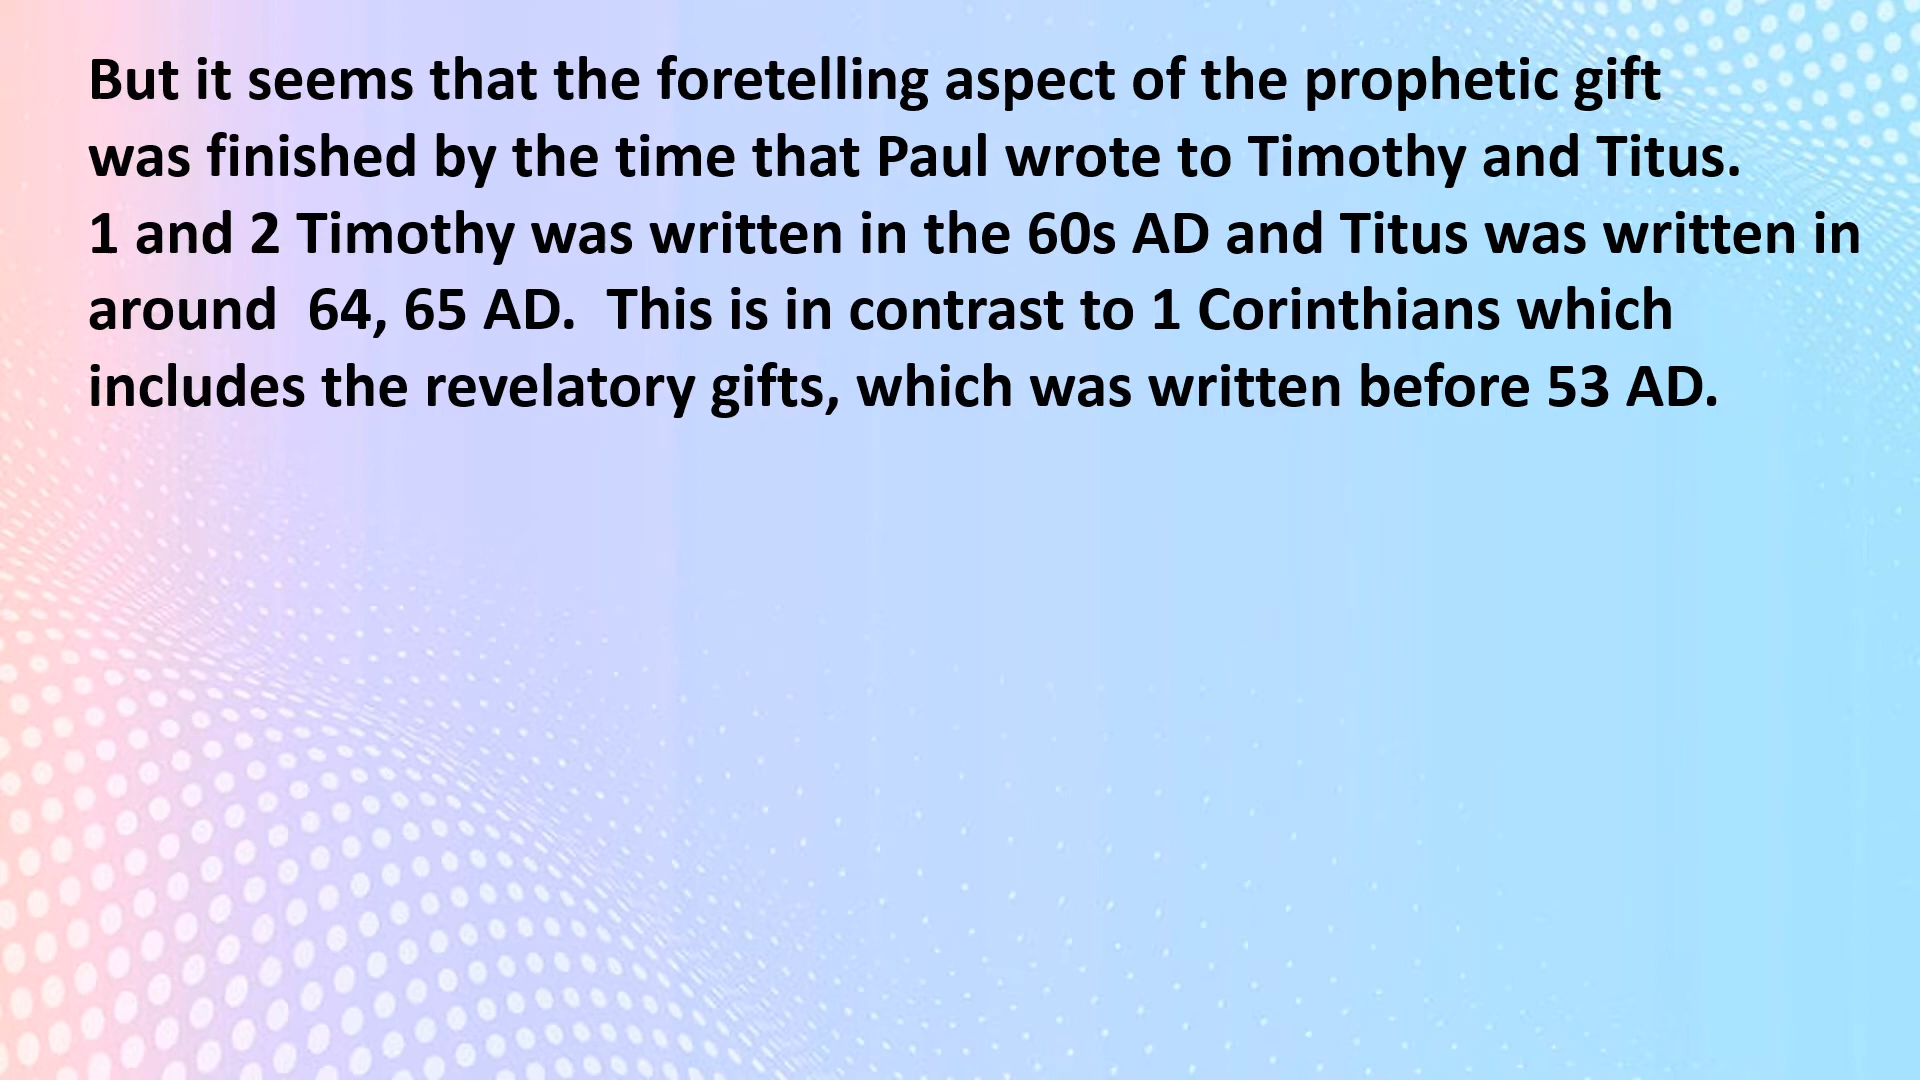 But it seems that the foretelling aspect of the prophetic gift
was finished by the time that Paul wrote to Timothy and Titus.
1 and 2 Timothy was written in the 60s AD and Titus was written in
around  64, 65 AD.  This is in contrast to 1 Corinthians which
includes the revelatory gifts, which was written before 53 AD.